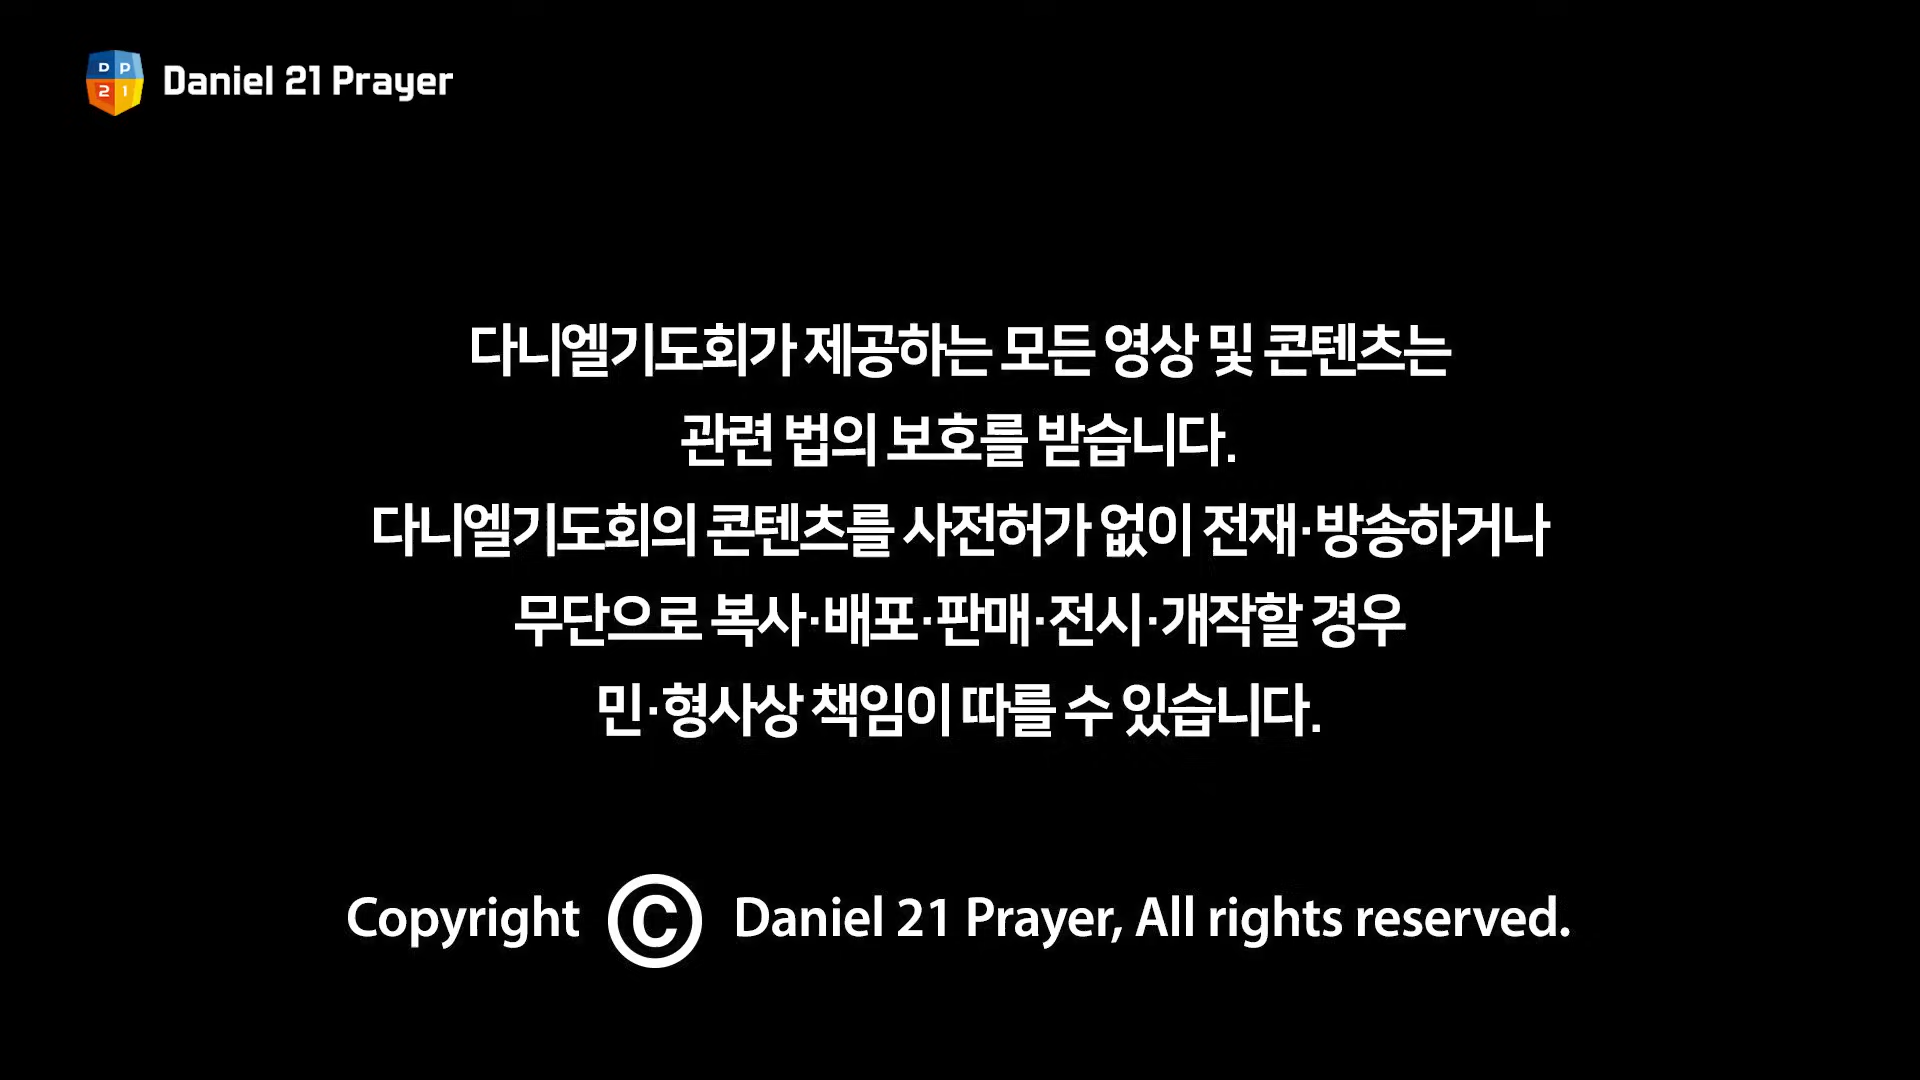 DP
21
Daniel 21 Prayer
다니엘기도회가 제공하는 모든 영상 및 콘텐츠는
관련 법의 보호를 받습니다.
다니엘기도회의 콘텐츠를 사전허가 없이 전재·방송하거나
무단으로 복사·배포·판매·전시·개작할 경우
민·형사상 책임이 따를 수 있습니다.
Copyright © Daniel 21 Prayer, All rights reserved.